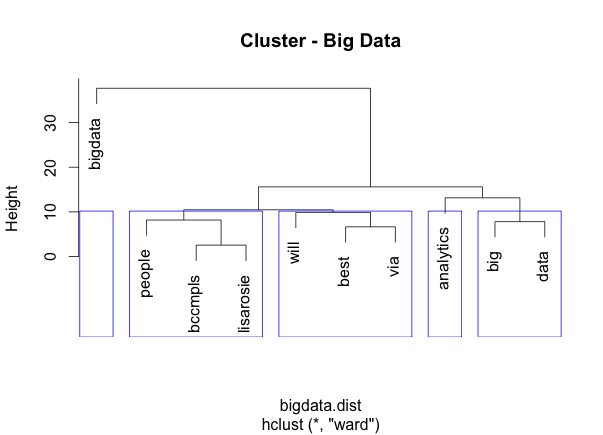 Cluster - Big Data
Height
30
20
10
0
bigdata
people
bccmpls
lisarosie
will
best
via
analytics
big
data
bigdata.dist
hclust (*, "ward")